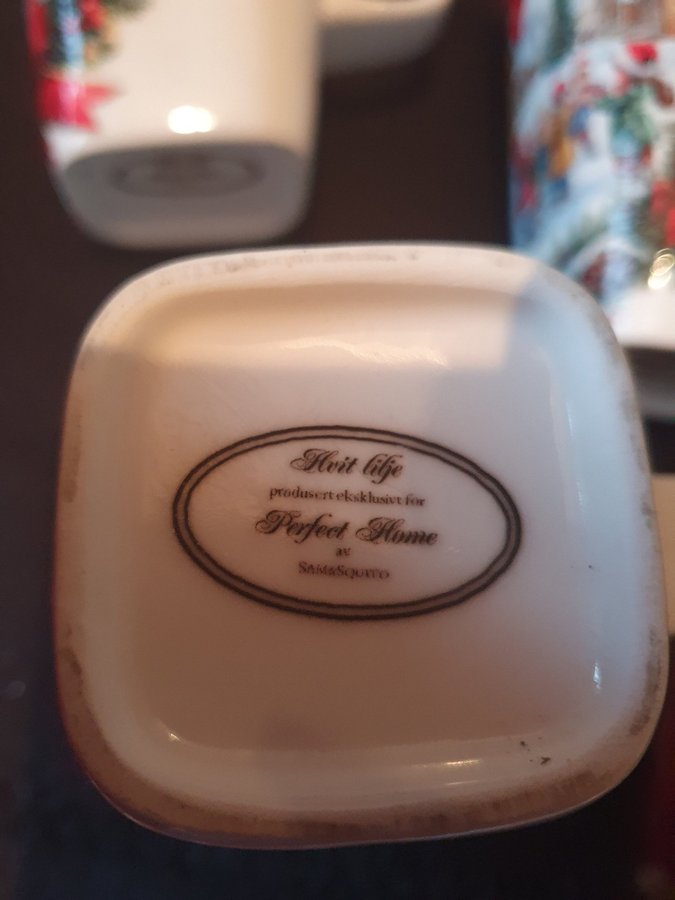 Hvit lilje
produsert eksklusivt for
Perfect Home
av
SAM&SQUITO